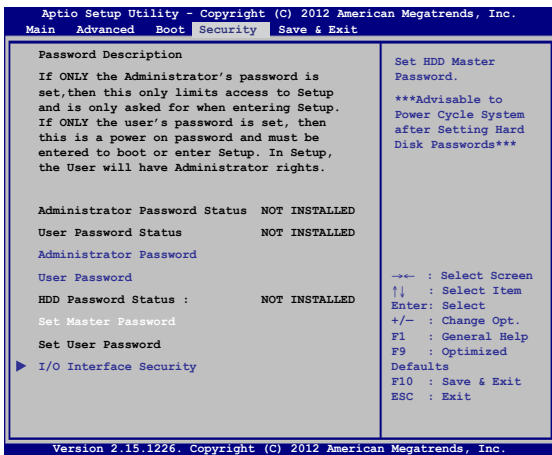 Aptio Setup Utility - Copyright (C) 2012 American Megatrends, Inc.
Main Advanced Boot Security Save & Exit
Password Description
If ONLY the Administrator's password is
set,then this only limits access to Setup
and is only asked for when entering Setup.
If ONLY the user's password is set, then
this is a power on password and must be
entered to boot or enter Setup. In Setup,
the User will have Administrator rights.
Administrator Password Status NOT INSTALLED
User Password Status NOT INSTALLED
Administrator Password
User Password
HDD Password Status : NOT INSTALLED
Set Master Password
Set User Password
I/O Interface Security
Set HDD Master
Password.
***Advisable to
Power Cycle System
after Setting Hard
Disk Passwords***
→← : Select Screen
↑↓ : Select Item
Enter: Select
+/— : Change Opt.
F1 : General Help
F9 : Optimized
Defaults
F10 : Save & Exit
ESC : Exit
Version 2.15.1226. Copyright (C) 2012 American Megatrends, Inc.